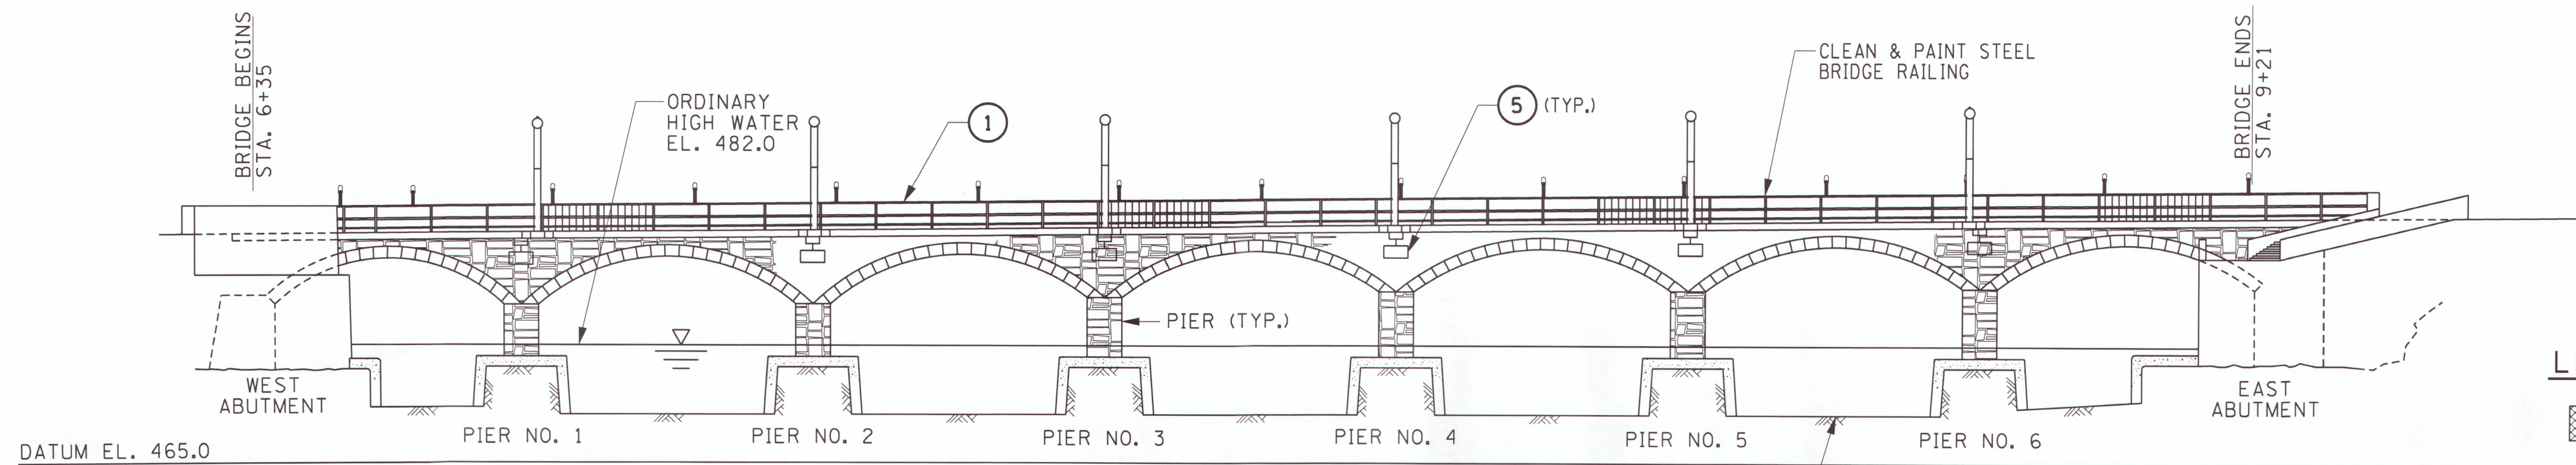 BRIDGE BEGINS
STA. 6+35
ORDINARY
HIGH WATER
EL. 482.0
1
5 (TYP.)
CLEAN & PAINT STEEL
BRIDGE RAILING
BRIDGE ENDS
STA. 9+21
PIER (TYP.)
WEST
ABUTMENT
EAST
ABUTMENT
PIER NO. 1
PIER NO. 2
PIER NO. 3
PIER NO. 4
PIER NO. 5
PIER NO. 6
DATUM EL. 465.0